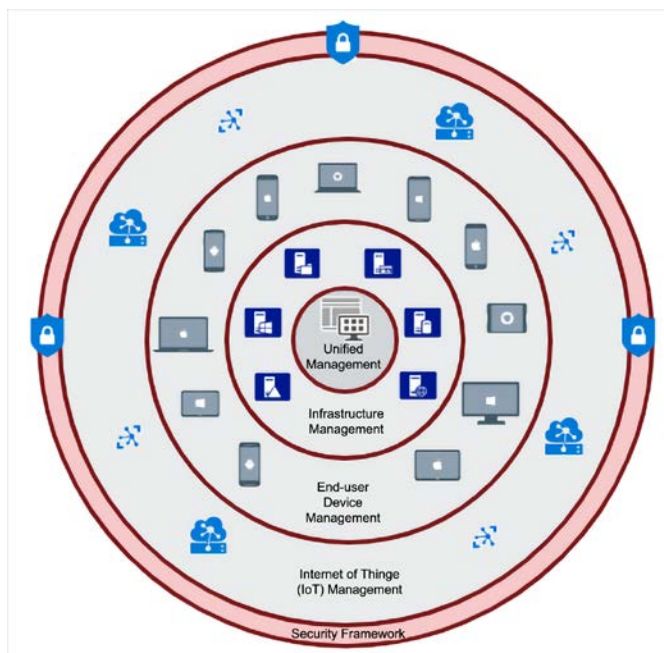 Unified
Management
Infrastructure
Management
End-user
Device
Management
Internet of Thinge
(IoT) Management
Security Framework